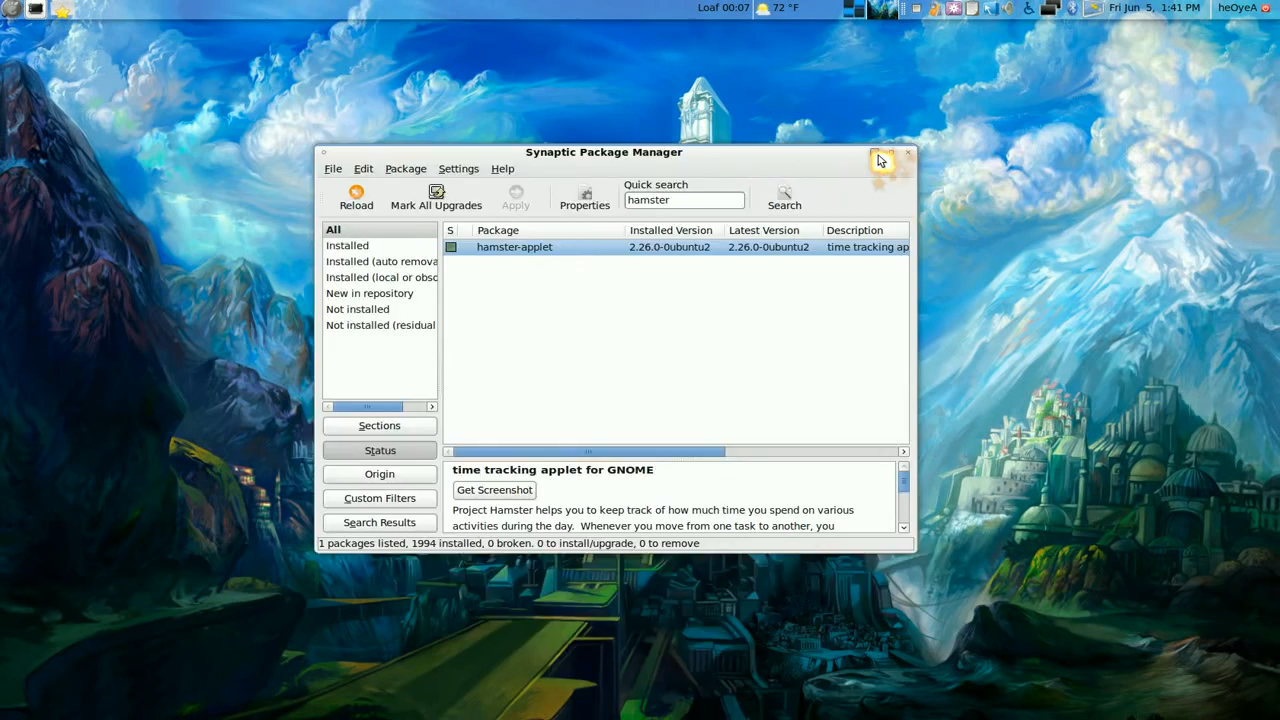 Loaf 00:07 72 °F Fri Jun 5, 1:41 PM heOyeA
Synaptic Package Manager
File Edit Package Settings Help
Reload Mark All Upgrades Apply Properties Quick search Search
hamster
All
Installed
Installed (auto remova
Installed (local or obsc
New in repository
Not installed
Not installed (residual
S Package Installed Version Latest Version Description
hamster-applet 2.26.0-0ubuntu2 2.26.0-0ubuntu2 time tracking ap
Sections
Status
Origin
Custom Filters
Search Results
time tracking applet for GNOME
Get Screenshot
Project Hamster helps you to keep track of how much time you spend on various
activities during the day. Whenever you move from one task to another, you
1 packages listed, 1994 installed, 0 broken. 0 to install/upgrade, 0 to remove